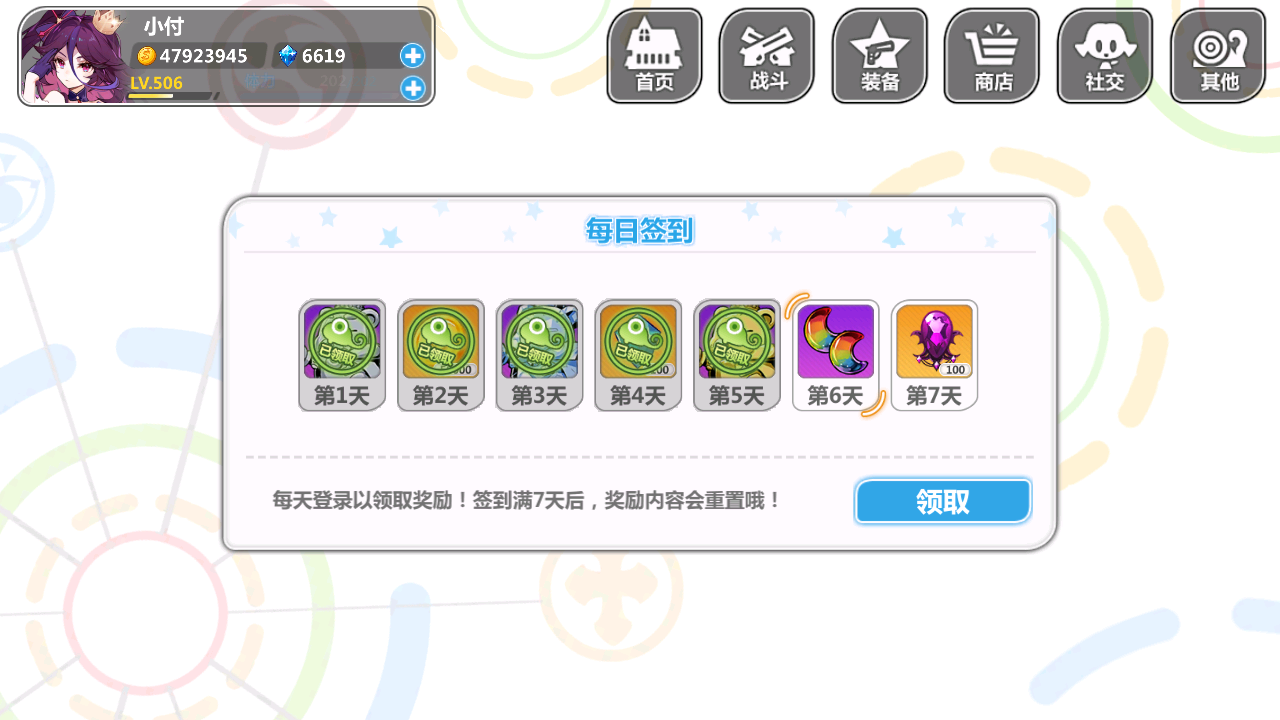 小付
47923945 6619
LV.506 202
首页 战斗 装备 商店 社交 其他
每日签到
已领取 已领取 已领取 已领取 已领取
00 00 100
第1天 第2天 第3天 第4天 第5天 第6天 第7天
每天登录以领取奖励！签到满7天后，奖励内容会重置哦！
领取